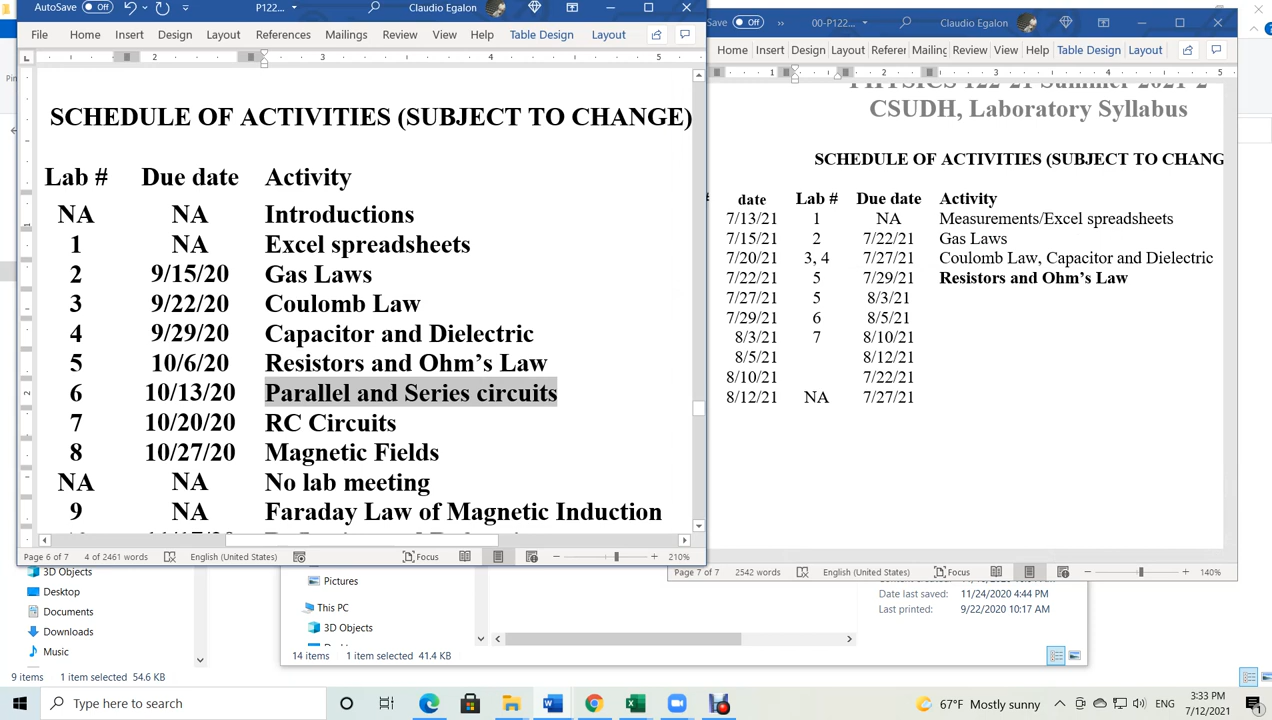 AutoSave Off P122...
Claudio Egalon
File Home Insert Design Layout References Mailings Review View Help Table Design Layout
2 5
SCHEDULE OF ACTIVITIES (SUBJECT TO CHANGE)
Lab # Due date Activity
NA NA Introductions
1 NA Excel spreadsheets
2 9/15/20 Gas Laws
3 9/22/20 Coulomb Law
4 9/29/20 Capacitor and Dielectric
5 10/6/20 Resistors and Ohm's Law
6 10/13/20 Parallel and Series circuits
7 10/20/20 RC Circuits
8 10/27/20 Magnetic Fields
NA NA No lab meeting
9 NA Faraday Law of Magnetic Induction
Page 6 of 7 4 of 2461 words English (United States) Focus 210%
Save Off 00-P122... Claudio Egalon
Home Insert Design Layout Referer Mailing Review View Help Table Design Layout
1 2 5
PHYSICS 122-21 Summer 2021-2
CSUDH, Laboratory Syllabus
SCHEDULE OF ACTIVITIES (SUBJECT TO CHANG
date Lab # Due date Activity
7/13/21 1 NA Measurements/Excel spreadsheets
7/15/21 2 7/22/21 Gas Laws
7/20/21 3, 4 7/27/21 Coulomb Law, Capacitor and Dielectric
7/22/21 5 7/29/21 Resistors and Ohm's Law
7/27/21 5 8/3/21
7/29/21 6 8/5/21
8/3/21 7 8/10/21
8/5/21 8/12/21
8/10/21 7/22/21
8/12/21 NA 7/27/21
Page 7 of 7 2542 words English (United States) Focus 140%
3D Objects
Desktop
Documents
Downloads
Music
9 items 1 item selected 54.6 KB
Pictures
This PC
3D Objects
14 items 1 item selected 41.4 KB
Date last saved: 11/24/2020 4:44 PM
Last printed: 9/22/2020 10:17 AM
Type here to search
67°F Mostly sunny
ENG
3:33 PM
7/12/2021
1